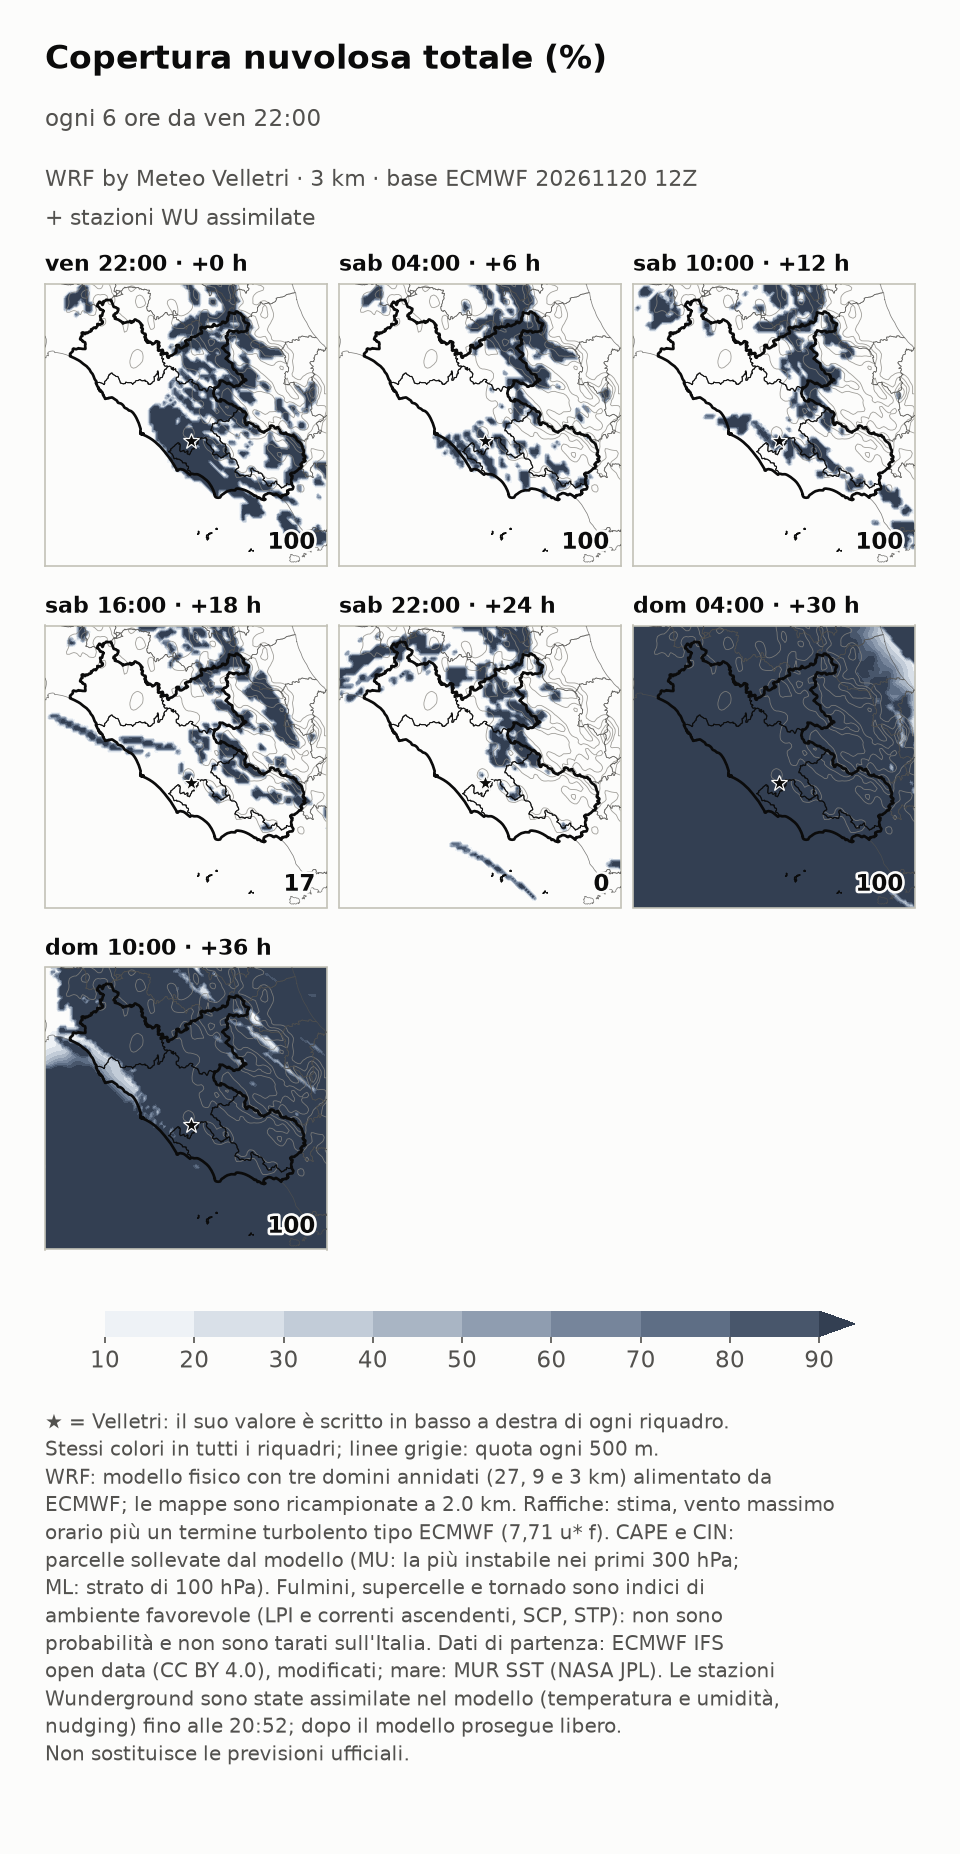 Copertura nuvolosa totale (%)
ogni 6 ore da ven 22:00
WRF by Meteo Velletri · 3 km · base ECMWF 20261120 12Z
+ stazioni WU assimilate
ven 22:00 · +0 h
sab 04:00 · +6 h
sab 10:00 · +12 h
100
100
100
sab 16:00 · +18 h
sab 22:00 · +24 h
dom 04:00 · +30 h
17
0
100
dom 10:00 · +36 h
100
10 20 30 40 50 60 70 80 90
★ = Velletri: il suo valore è scritto in basso a destra di ogni riquadro.
Stessi colori in tutti i riquadri; linee grigie: quota ogni 500 m.
WRF: modello fisico con tre domini annidati (27, 9 e 3 km) alimentato da
ECMWF; le mappe sono ricampionate a 2.0 km. Raffiche: stima, vento massimo
orario più un termine turbolento tipo ECMWF (7,71 u* f). CAPE e CIN:
parcelle sollevate dal modello (MU: la più instabile nei primi 300 hPa;
ML: strato di 100 hPa). Fulmini, supercelle e tornado sono indici di
ambiente favorevole (LPI e correnti ascendenti, SCP, STP): non sono
probabilità e non sono tarati sull'Italia. Dati di partenza: ECMWF IFS
open data (CC BY 4.0), modificati; mare: MUR SST (NASA JPL). Le stazioni
Wunderground sono state assimilate nel modello (temperatura e umidità,
nudging) fino alle 20:52; dopo il modello prosegue libero.
Non sostituisce le previsioni ufficiali.